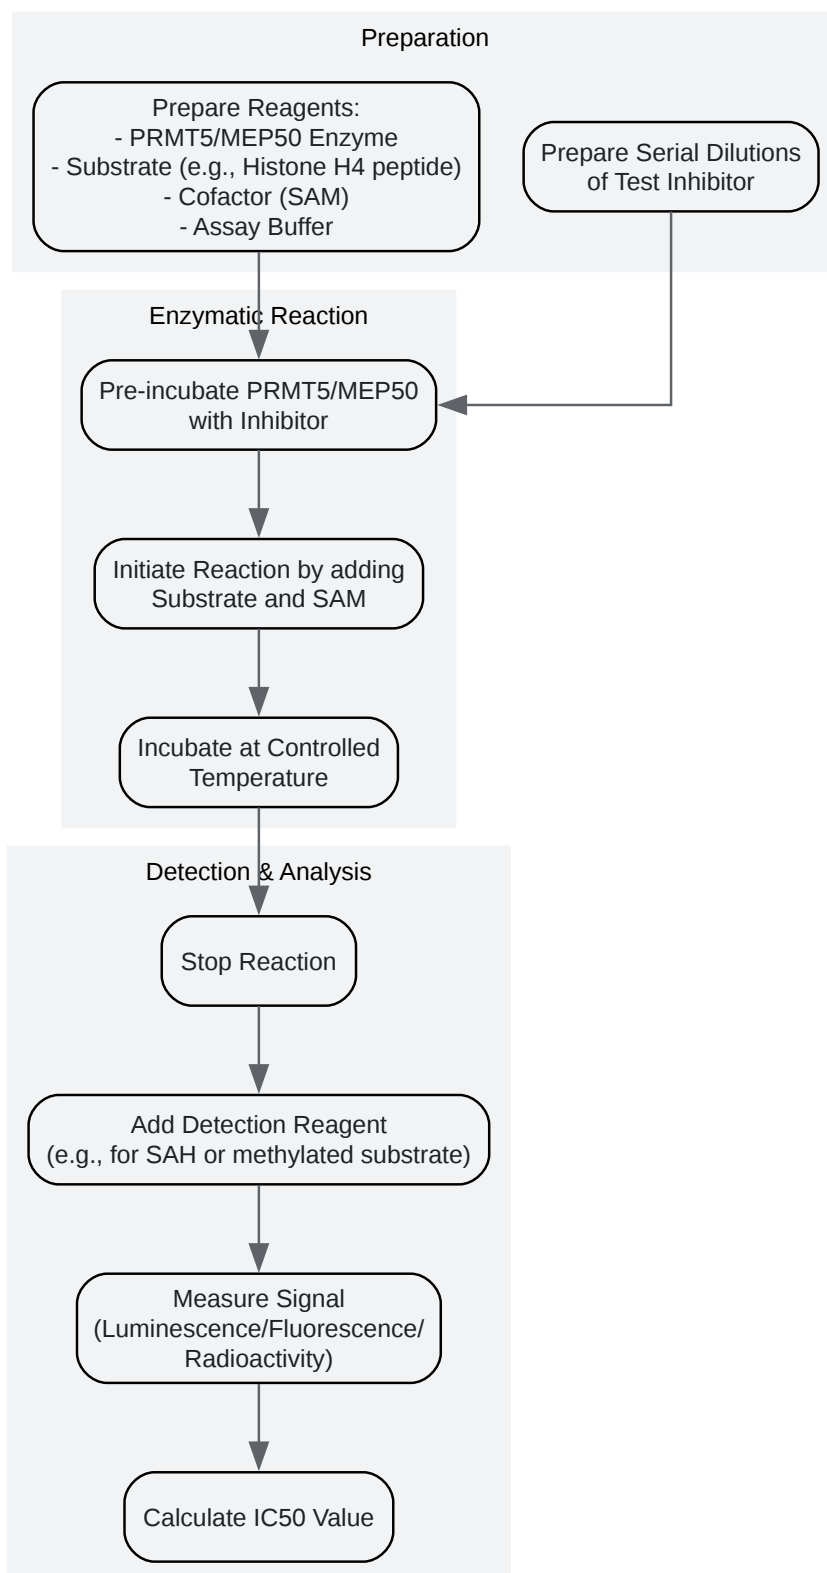 Preparation
Prepare Reagents:
- PRMT5/MEP50 Enzyme
- Substrate (e.g., Histone H4 peptide)
- Cofactor (SAM)
- Assay Buffer
Prepare Serial Dilutions
of Test Inhibitor
Enzymatic Reaction
Pre-incubate PRMT5/MEP50
with Inhibitor
Initiate Reaction by adding
Substrate and SAM
Incubate at Controlled
Temperature
Detection & Analysis
Stop Reaction
Add Detection Reagent
(e.g., for SAH or methylated substrate)
Measure Signal
(Luminescence/Fluorescence/
Radioactivity)
Calculate IC50 Value